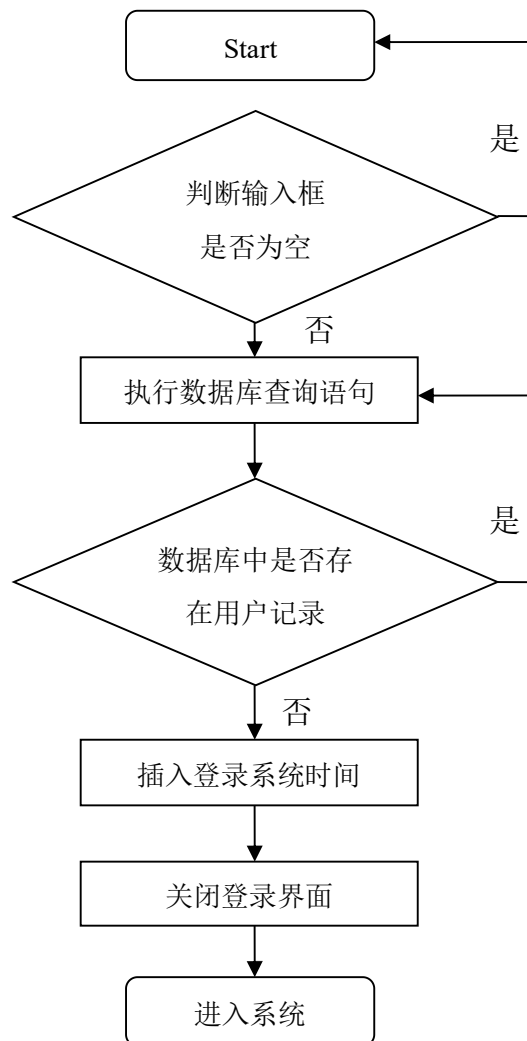 Start
是
判断输入框
是否为空
否
执行数据库查询语句
是
数据库中是否存
在用户记录
否
插入登录系统时间
关闭登录界面
进入系统